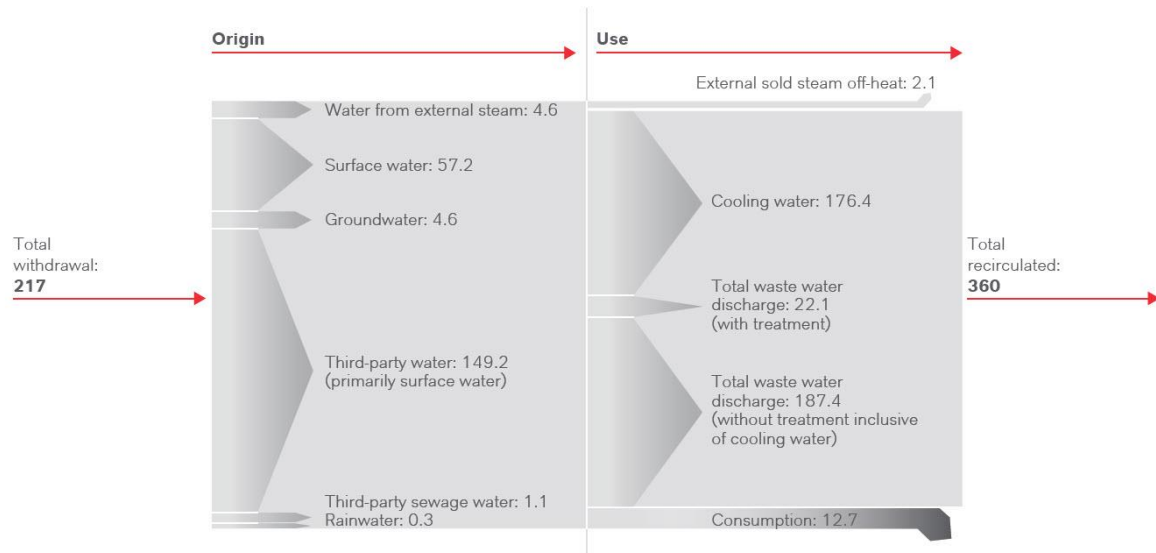 Origin
Use
External sold steam off-heat: 2.1
Water from external steam: 4.6
Surface water: 57.2
Cooling water: 176.4
Groundwater: 4.6
Total
withdrawal:
217
Total
recirculated:
360
Total waste water
discharge: 22.1
(with treatment)
Third-party water: 149.2
(primarily surface water)
Total waste water
discharge: 187.4
(without treatment inclusive
of cooling water)
Third-party sewage water: 1.1
Rainwater: 0.3
Consumption: 12.7